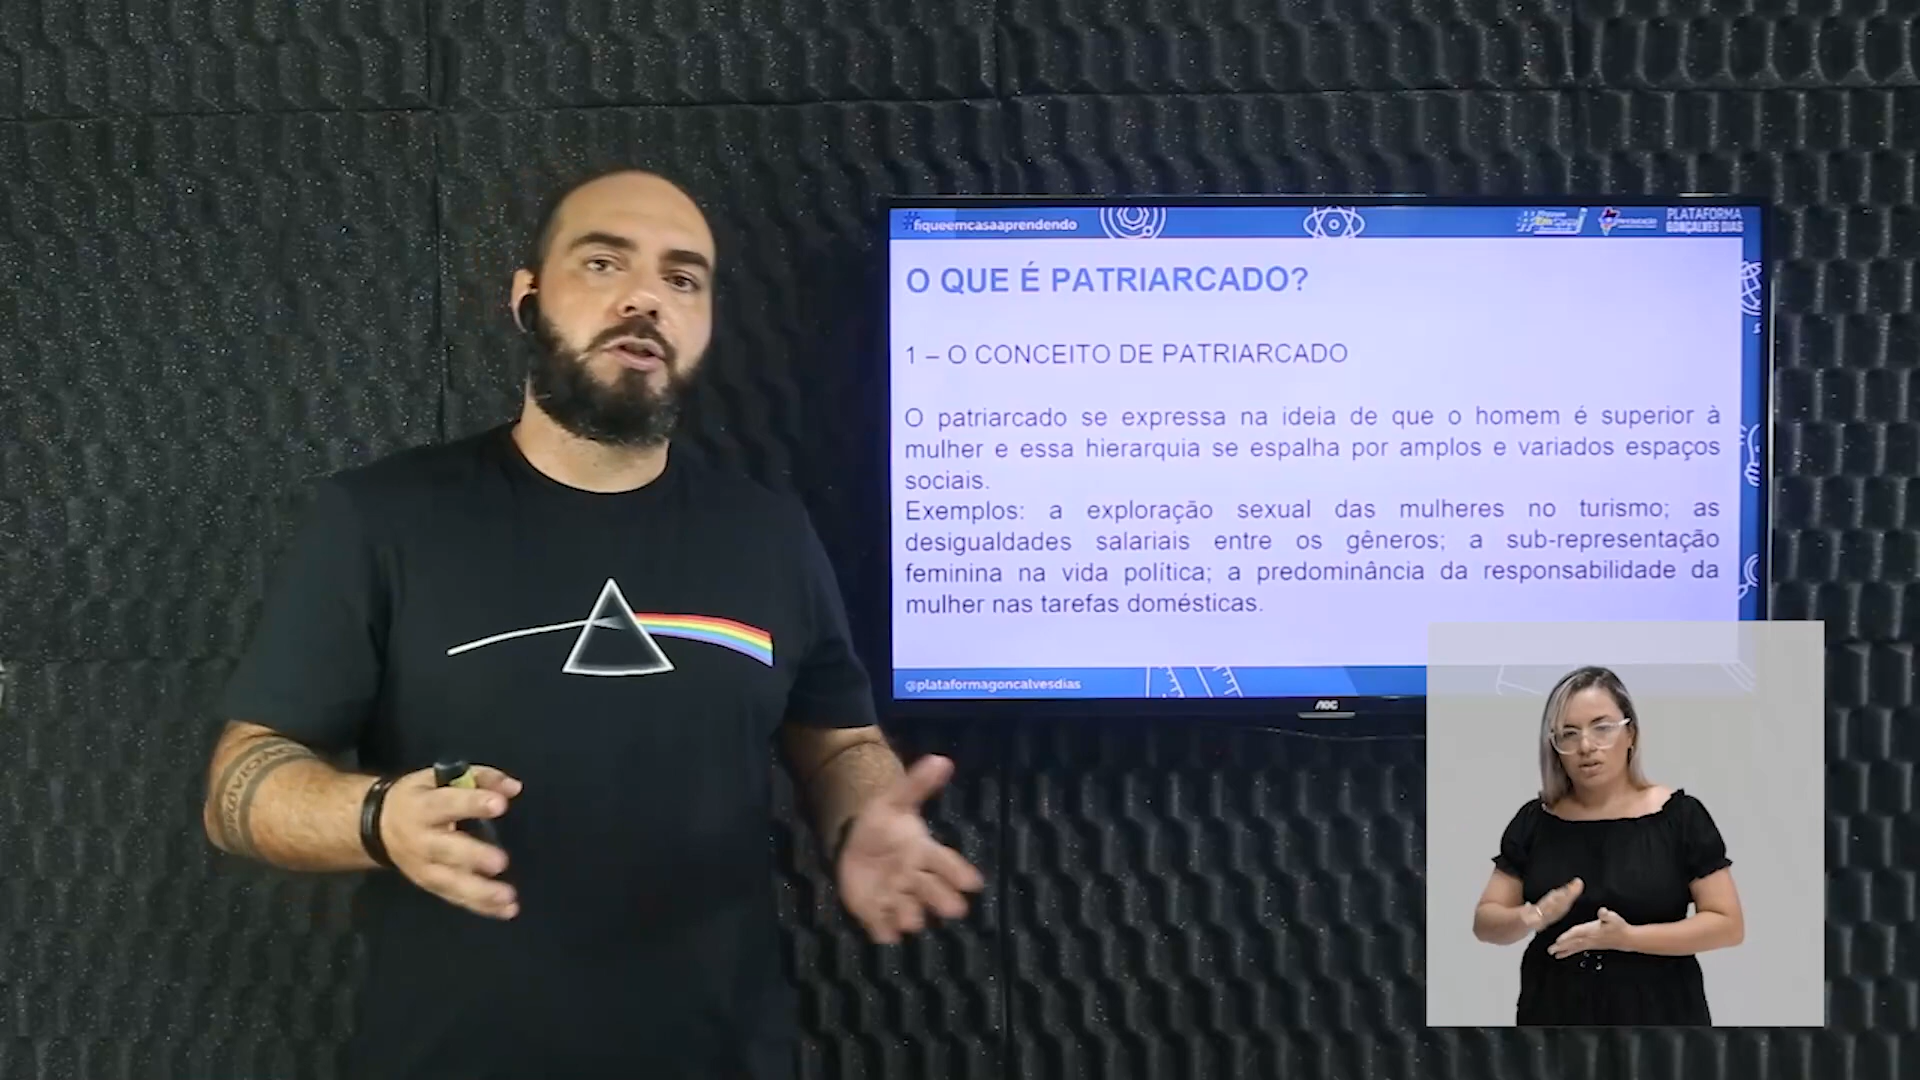 #fiqueemcasaaprendendo
PLATAFORMA
GONÇALVES DIAS
O QUE É PATRIARCADO?
1 – O CONCEITO DE PATRIARCADO
O patriarcado se expressa na ideia de que o homem é superior à
mulher e essa hierarquia se espalha por amplos e variados espaços
sociais.
Exemplos: a exploração sexual das mulheres no turismo; as
desigualdades salariais entre os gêneros; a sub-representação
feminina na vida política; a predominância da responsabilidade da
mulher nas tarefas domésticas.
@plataformagoncalvesdias
AOC